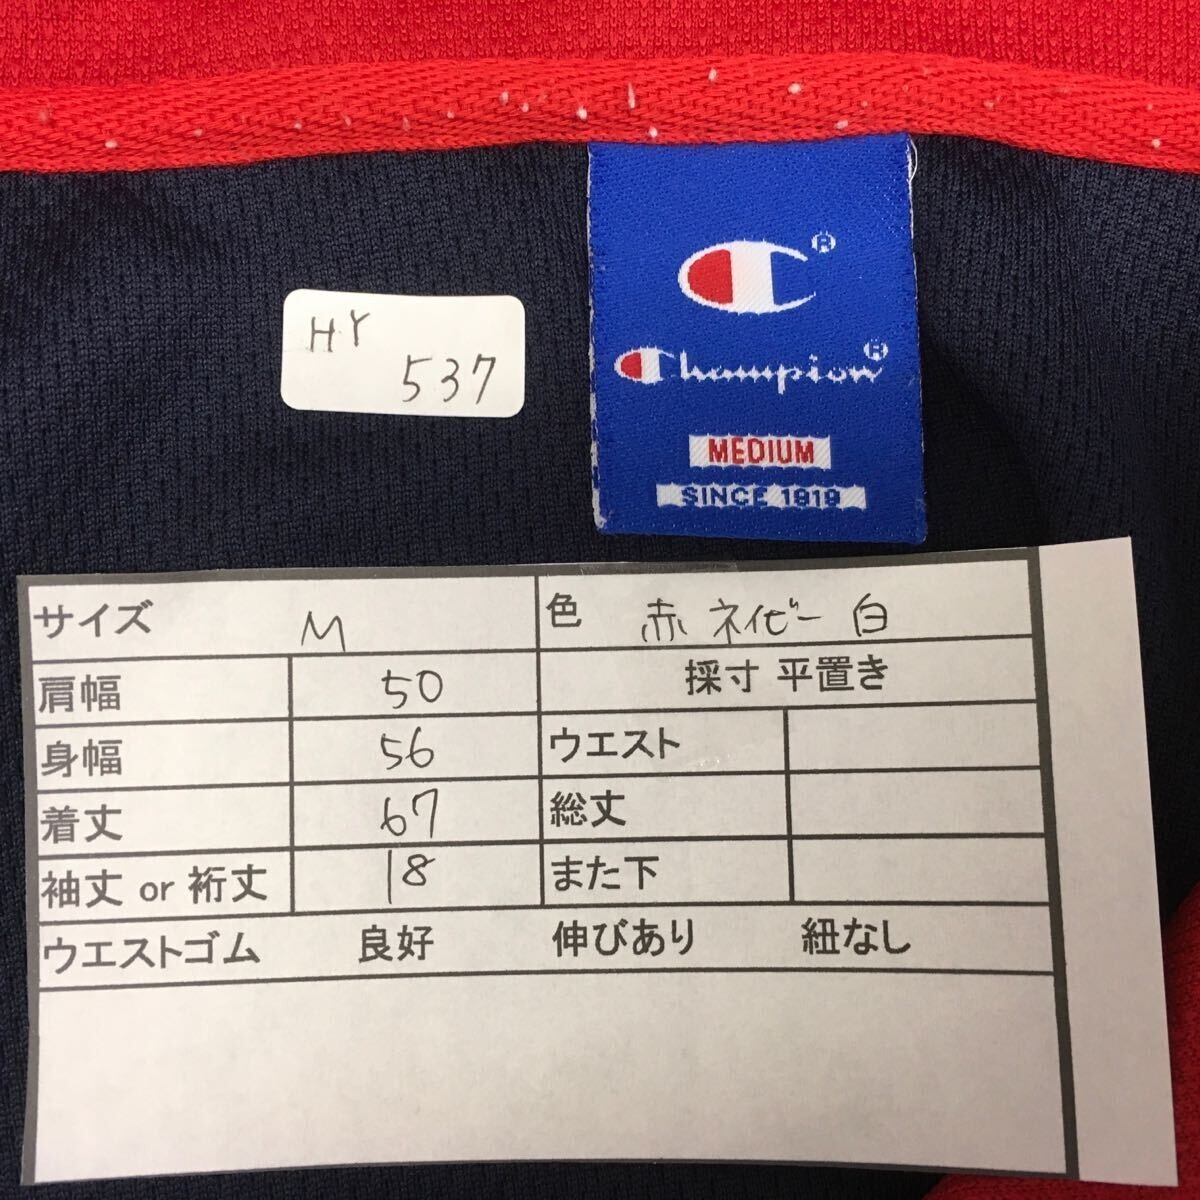 Champion®
MEDIUM
SINCE 1919
HY
537
サイズ M 色 赤 ネイビー 白
肩幅 50 採寸 平置き
身幅 56 ウエスト
着丈 67 総丈
袖丈 or 裄丈 18 また下
ウエストゴム 良好 伸びあり 紐なし